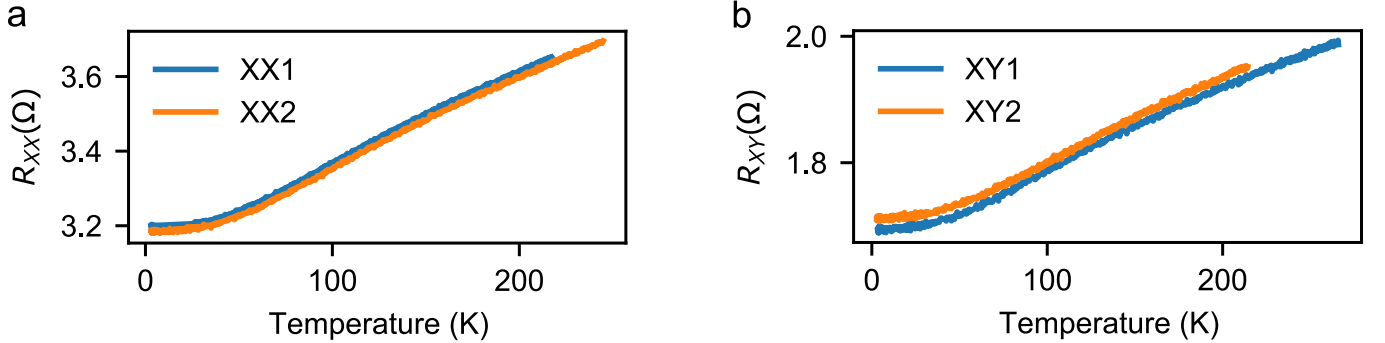 a
3.6
3.4
3.2
R_XX(Ω)
XX1
XX2
0
100
200
Temperature (K)
b
2.0
1.8
R_XY(Ω)
XY1
XY2
0
100
200
Temperature (K)